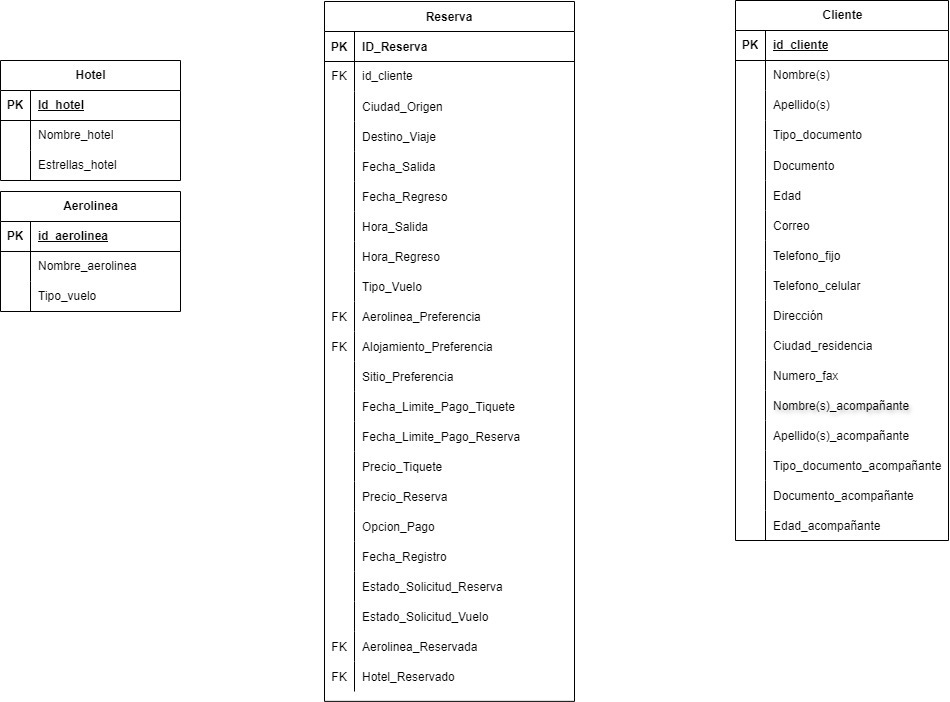 Hotel
PK Id_hotel
Nombre_hotel
Estrellas_hotel
Aerolinea
PK id_aerolinea
Nombre_aerolinea
Tipo_vuelo
Reserva
PK ID_Reserva
FK id_cliente
Ciudad_Origen
Destino_Viaje
Fecha_Salida
Fecha_Regreso
Hora_Salida
Hora_Regreso
Tipo_Vuelo
FK Aerolinea_Preferencia
FK Alojamiento_Preferencia
Sitio_Preferencia
Fecha_Limite_Pago_Tiquete
Fecha_Limite_Pago_Reserva
Precio_Tiquete
Precio_Reserva
Opcion_Pago
Fecha_Registro
Estado_Solicitud_Reserva
Estado_Solicitud_Vuelo
FK Aerolinea_Reservada
FK Hotel_Reservado
Cliente
PK id_cliente
Nombre(s)
Apellido(s)
Tipo_documento
Documento
Edad
Correo
Telefono_fijo
Telefono_celular
Dirección
Ciudad_residencia
Numero_fax
Nombre(s)_acompañante
Apellido(s)_acompañante
Tipo_documento_acompañante
Documento_acompañante
Edad_acompañante